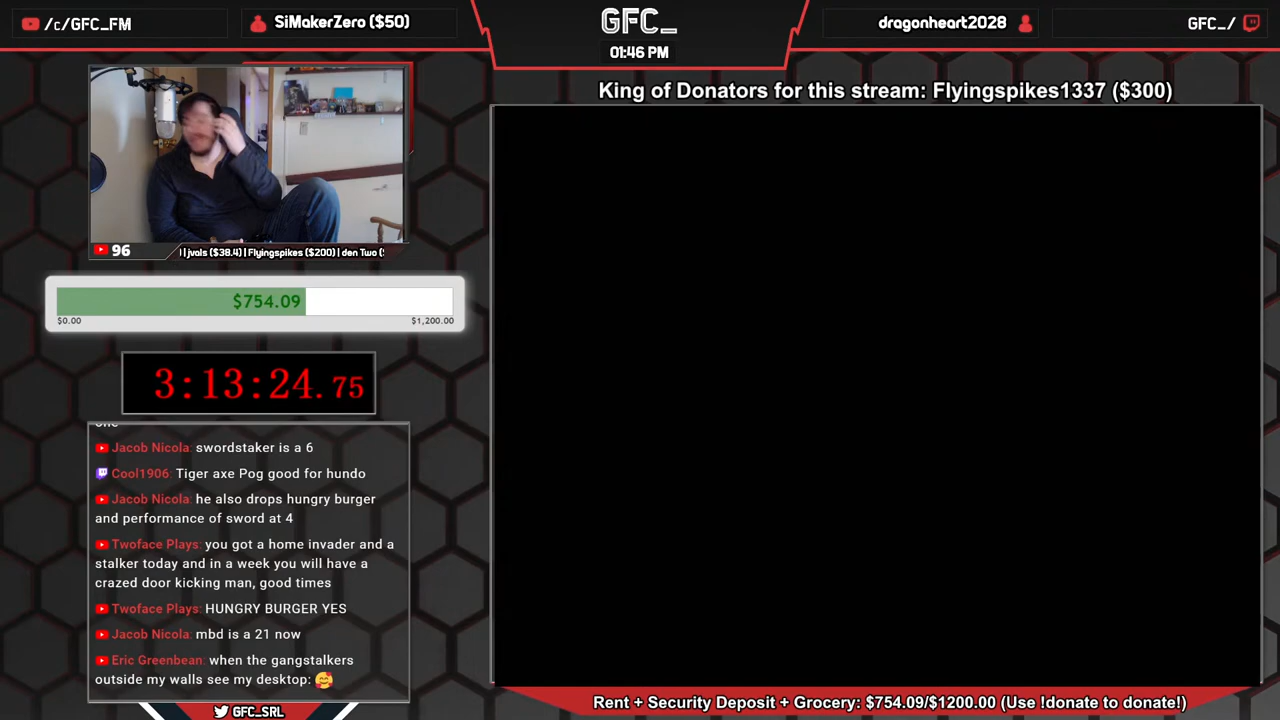 /c/GFC_FM
SiMakerZero ($50)
GFC_
01:46 PM
dragonheart2028
GFC_/
King of Donators for this stream: Flyingspikes1337 ($300)
96
jvals ($38.4) | Flyingspikes ($200) | den Two (
$754.09
$0.00
$1,200.00
3:13:24.75
Jacob Nicola: swordstaker is a 6
Cool1906: Tiger axe Pog good for hundo
Jacob Nicola: he also drops hungry burger
and performance of sword at 4
Twoface Plays: you got a home invader and a
stalker today and in a week you will have a
crazed door kicking man, good times
Twoface Plays: HUNGRY BURGER YES
Jacob Nicola: mbd is a 21 now
Eric Greenbean: when the gangstalkers
outside my walls see my desktop: 🥰
GFC_SRL
Rent + Security Deposit + Grocery: $754.09/$1200.00 (Use !donate to donate!)